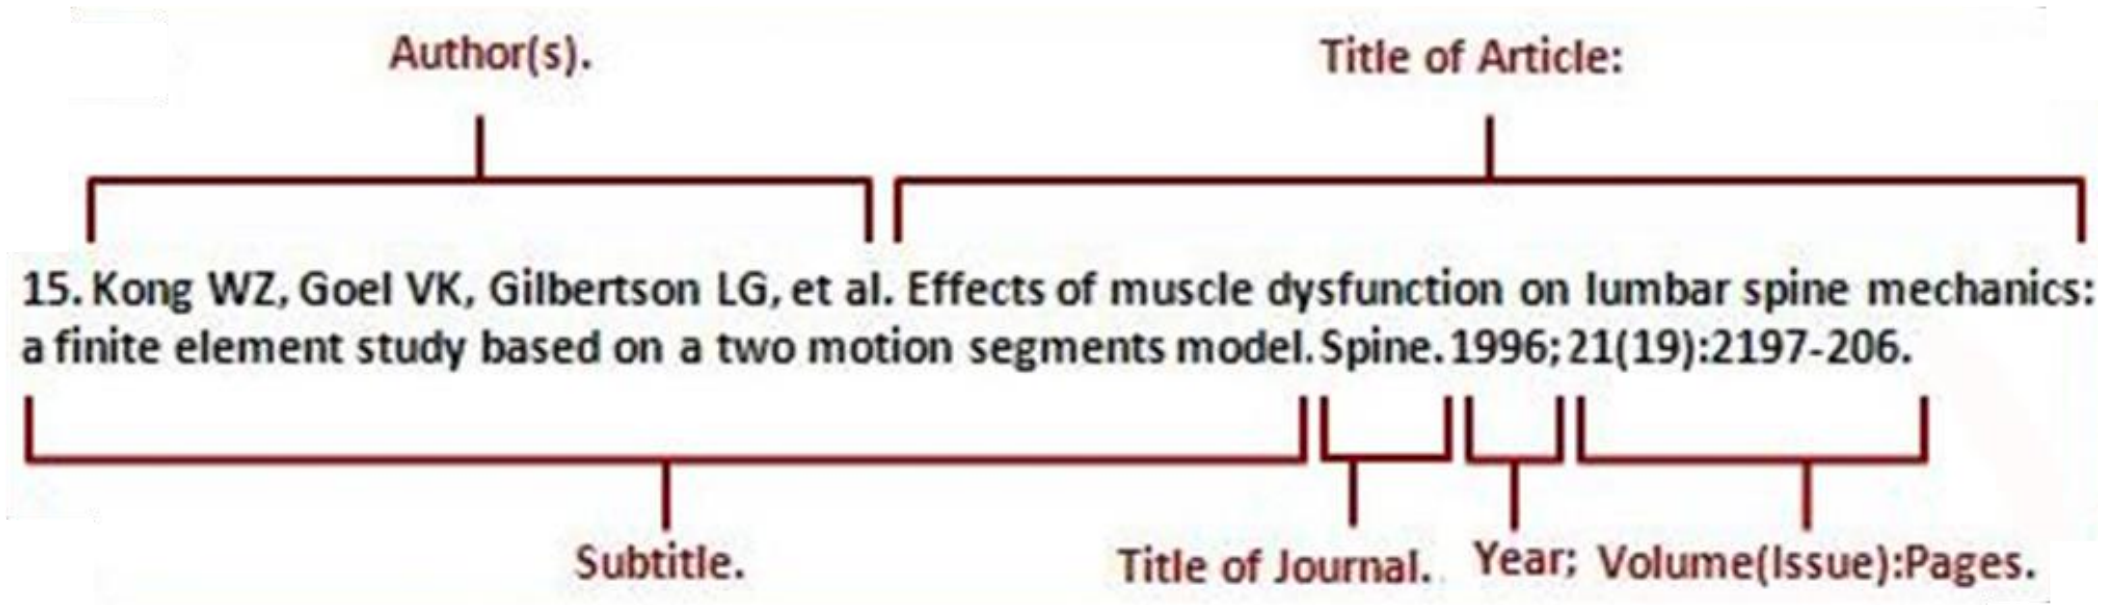 Author(s).
Title of Article:
15. Kong WZ, Goel VK, Gilbertson LG, et al. Effects of muscle dysfunction on lumbar spine mechanics:
a finite element study based on a two motion segments model. Spine. 1996; 21(19):2197-206.
Subtitle.
Title of Journal.
Year;
Volume(Issue):Pages.